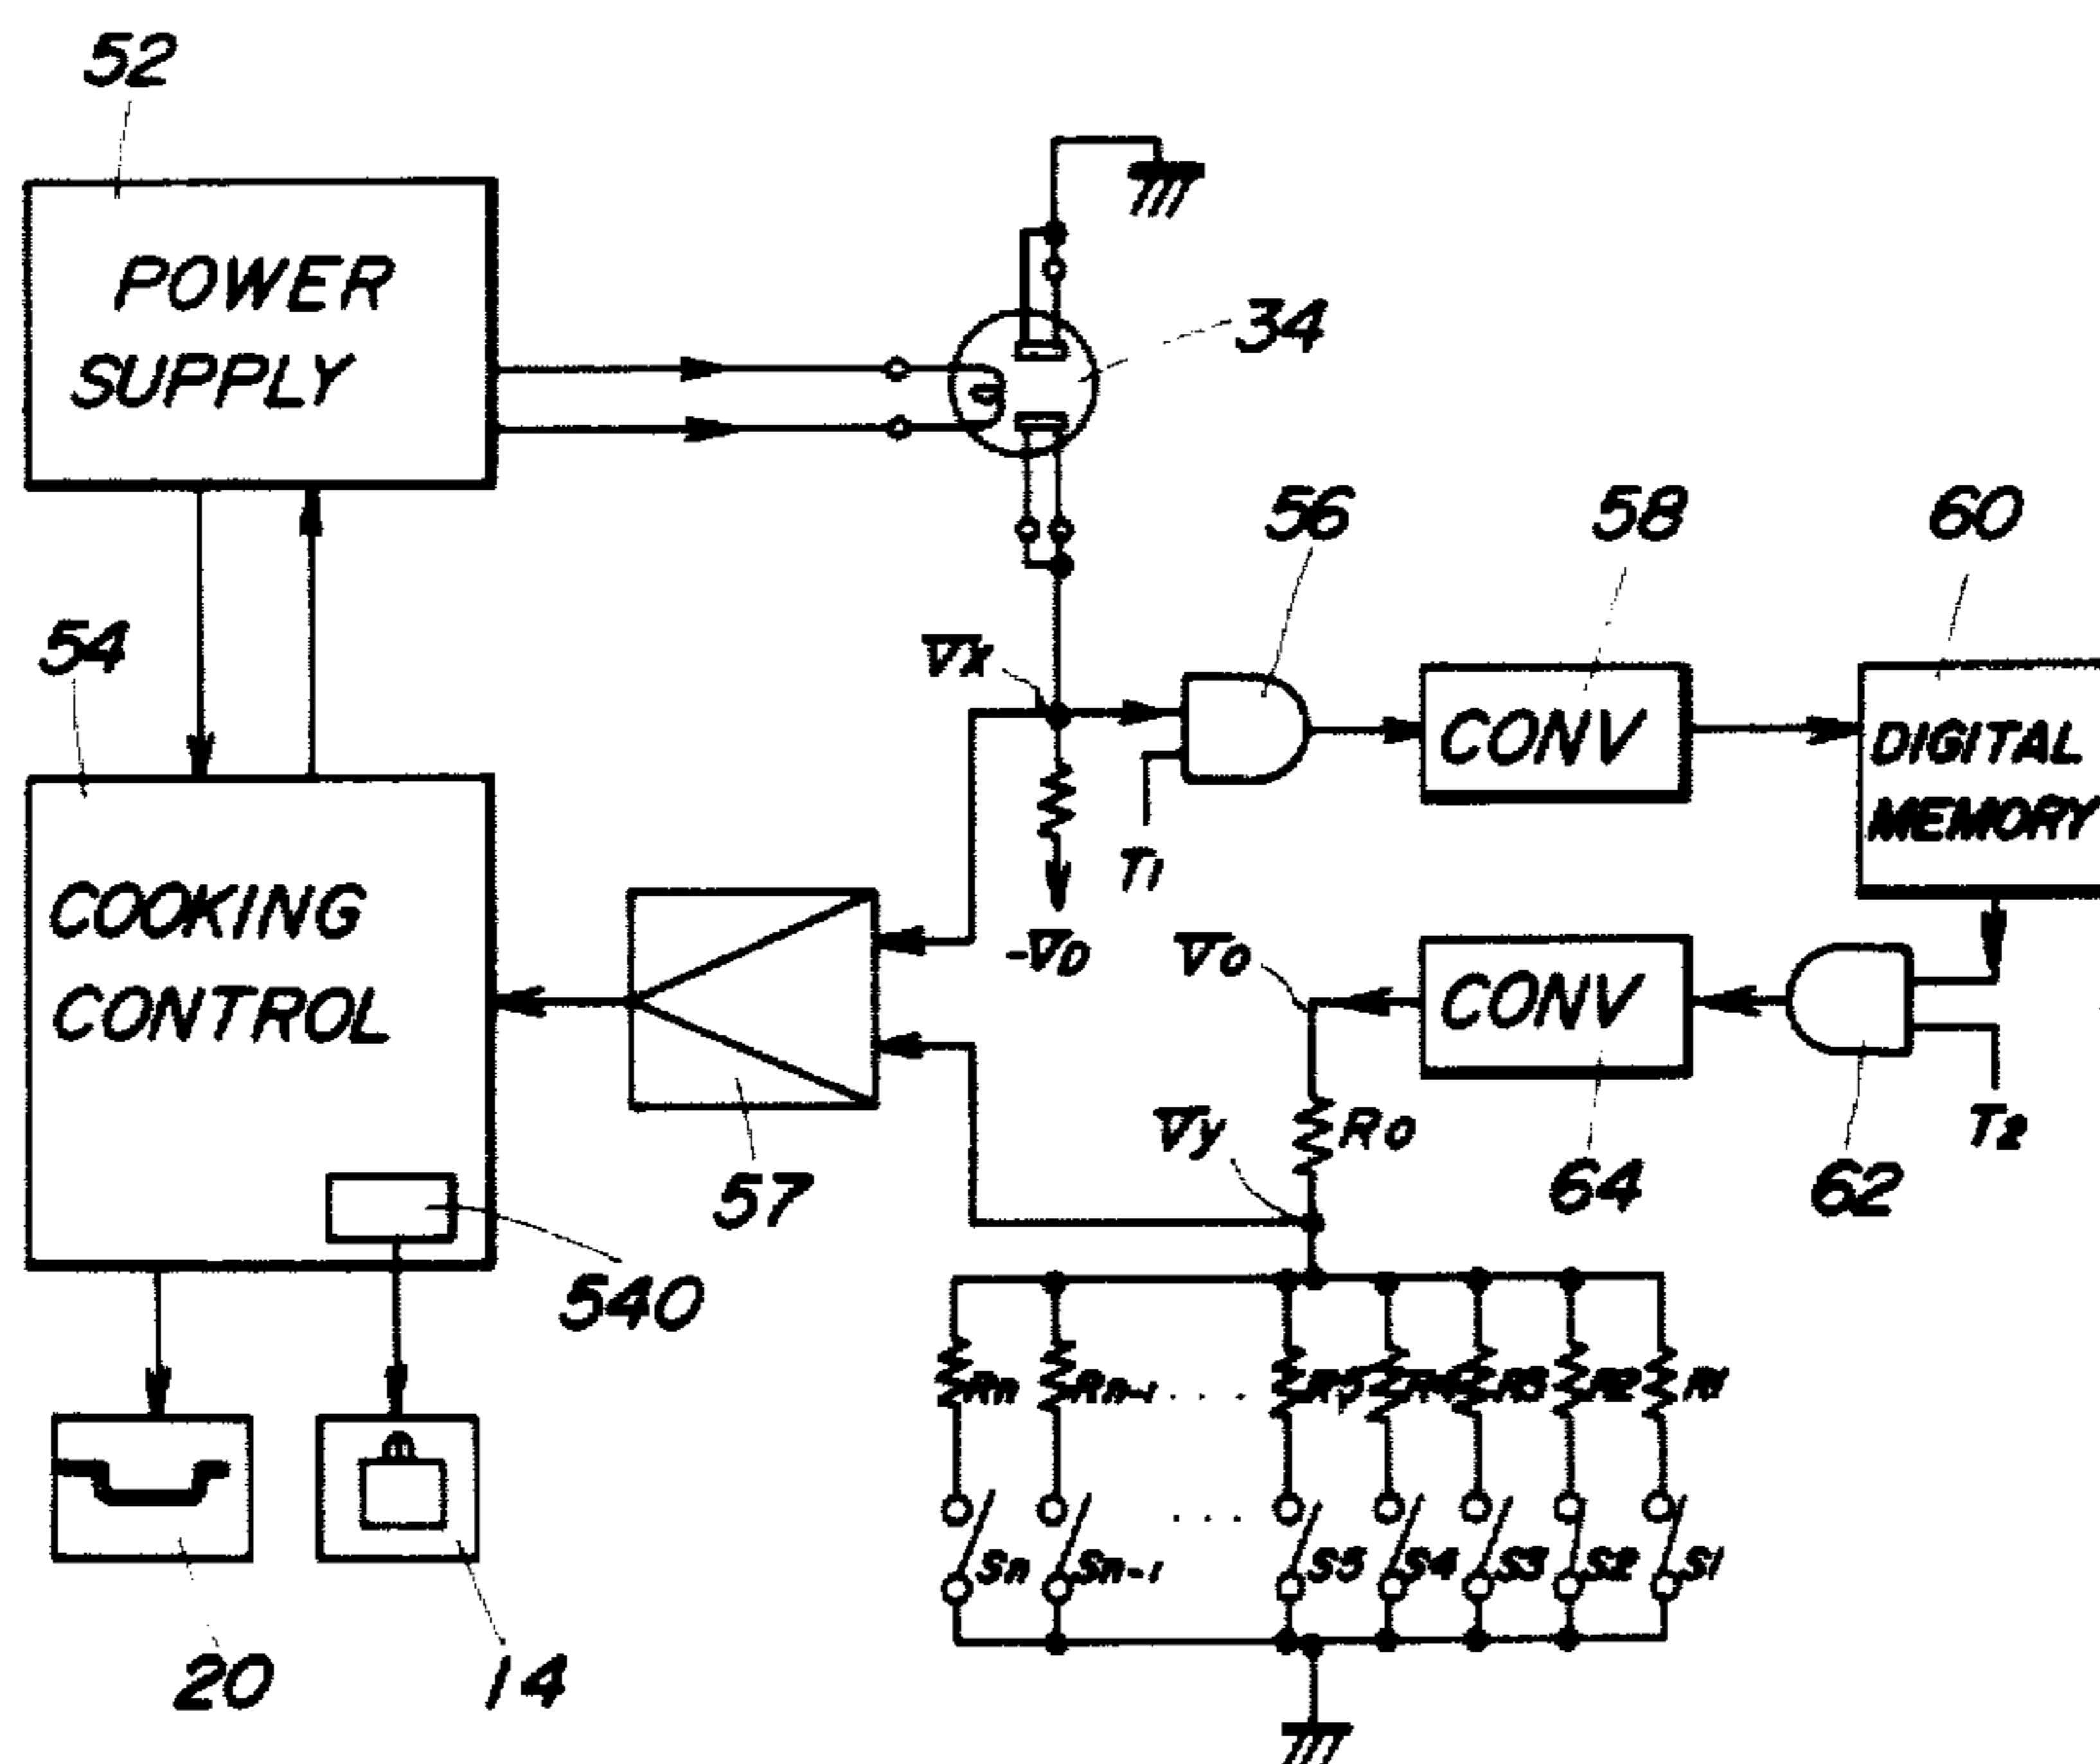 52
POWER
SUPPLY
34
56
58
60
54
Vx
CONV
DIGITAL
MEMORY
T1
-VD
COOKING
CONTROL
Vo
CONV
Ro
T2
Vy
57
64
62
540
Rn
Rn-1
. . .
R5
R4
R3
R2
R1
Sn
Sn-1
. . .
S5
S4
S3
S2
S1
20
14